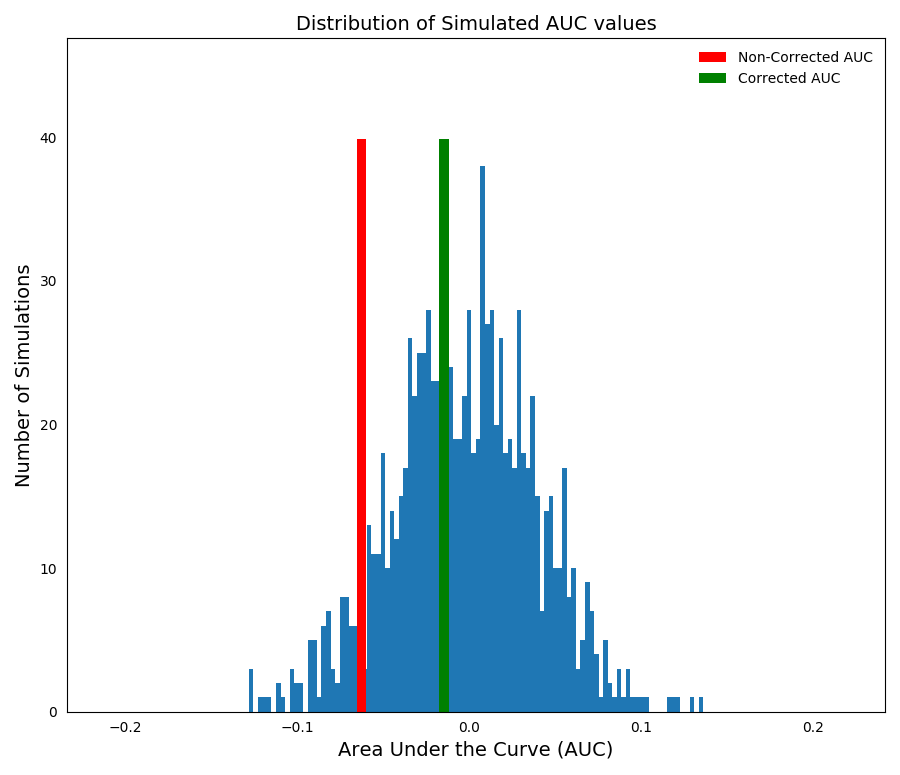 Distribution of Simulated AUC values
Non-Corrected AUC
Corrected AUC
Number of Simulations
40
30
20
10
0
−0.2
−0.1
0.0
0.1
0.2
Area Under the Curve (AUC)